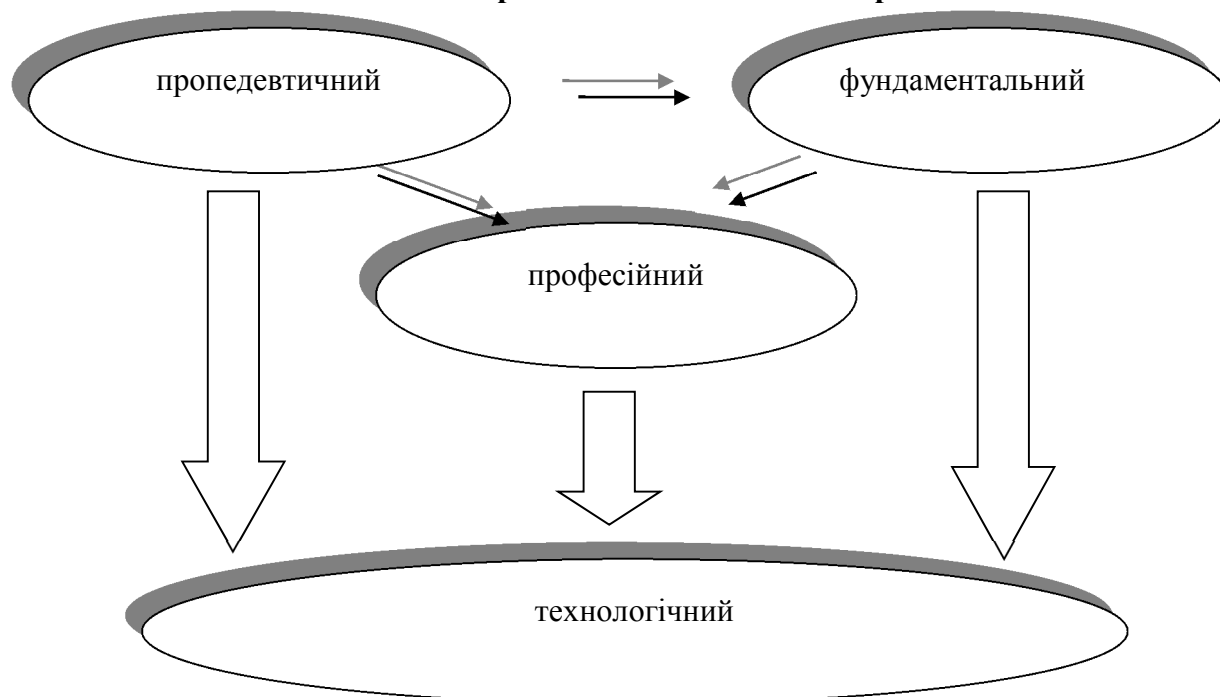 пропедевтичний
фундаментальний
професійний
технологічний